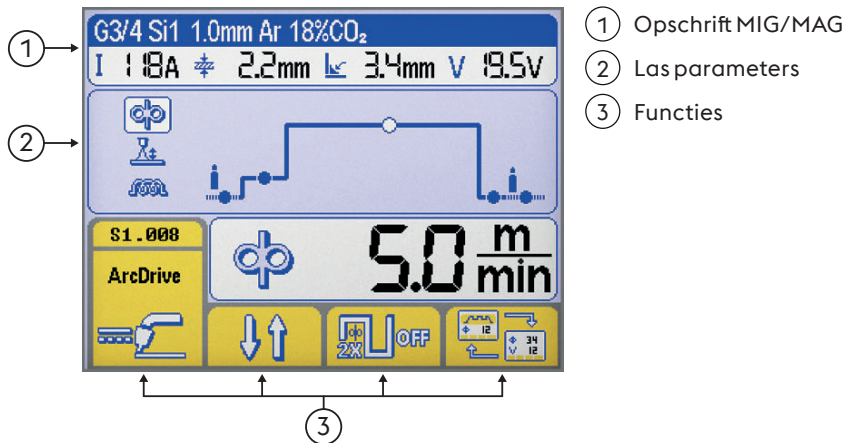 G3/4 Si1 1.0mm Ar 18%CO₂
I 118A 2.2mm 3.4mm V 19.5V
S1.008
ArcDrive
5.0 m/min
2X OFF
12 34
V 12
1 Opschrift MIG/MAG
2 Las parameters
3 Functies
1
2
3